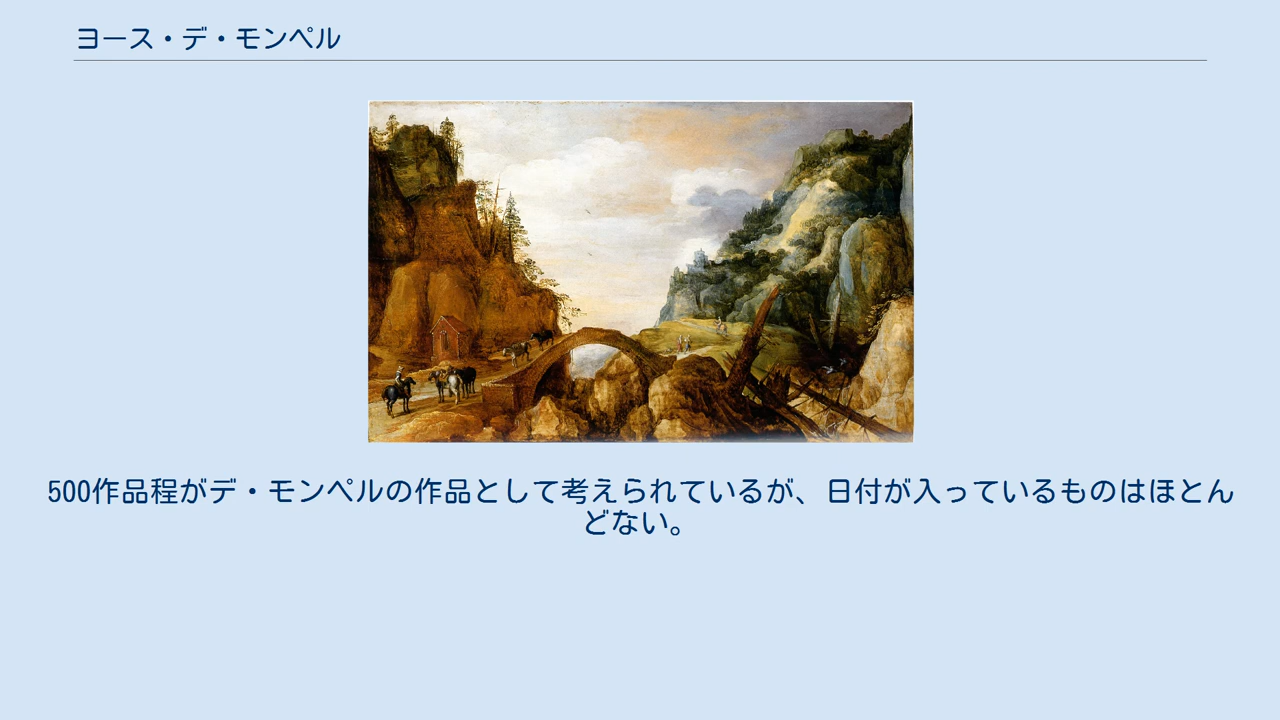 ヨース・デ・モンペル
500作品程がデ・モンペルの作品として考えられているが、日付が入っているものはほとん
どない。